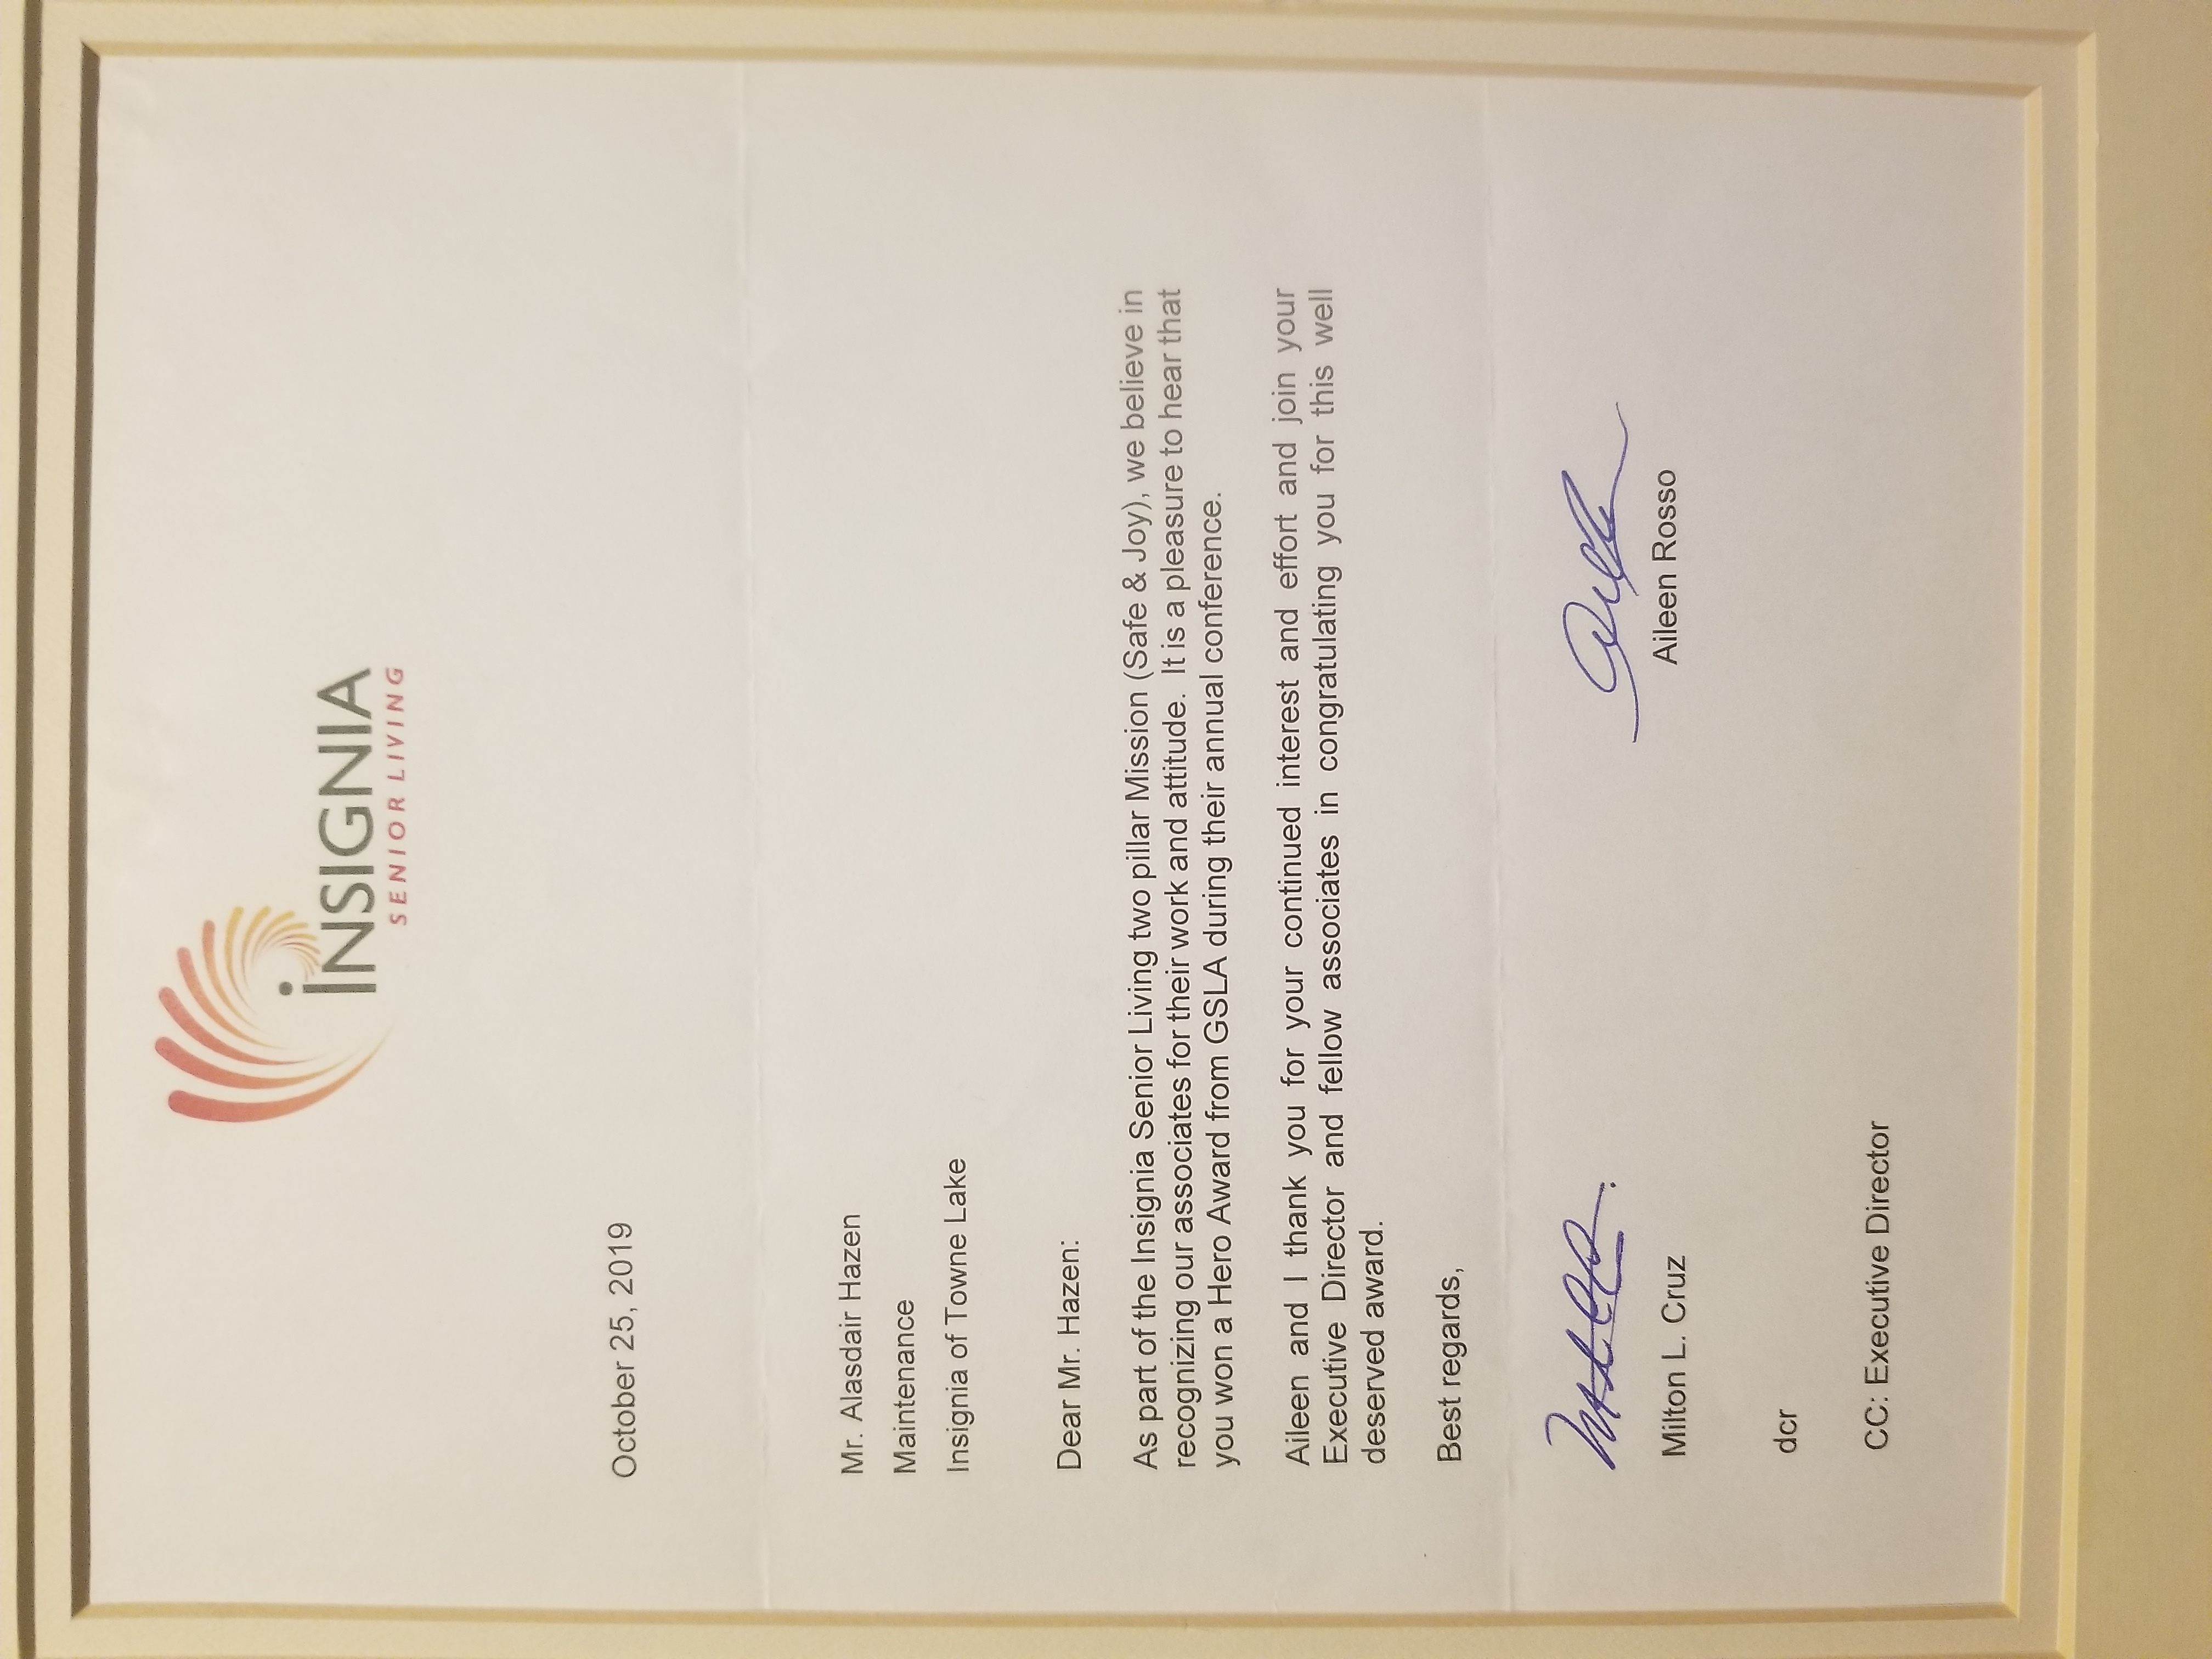 iNSIGNIA
SENIOR LIVING
October 25, 2019
Mr. Alasdair Hazen
Maintenance
Insignia of Towne Lake
Dear Mr. Hazen:
As part of the Insignia Senior Living two pillar Mission (Safe & Joy), we believe in
recognizing our associates for their work and attitude.  It is a pleasure to hear that
you won a Hero Award from GSLA during their annual conference.
Aileen and I thank you for your continued interest and effort and join your
Executive Director and fellow associates in congratulating you for this well
deserved award.
Best regards,
Milton L. Cruz
Aileen Rosso
dcr
CC: Executive Director